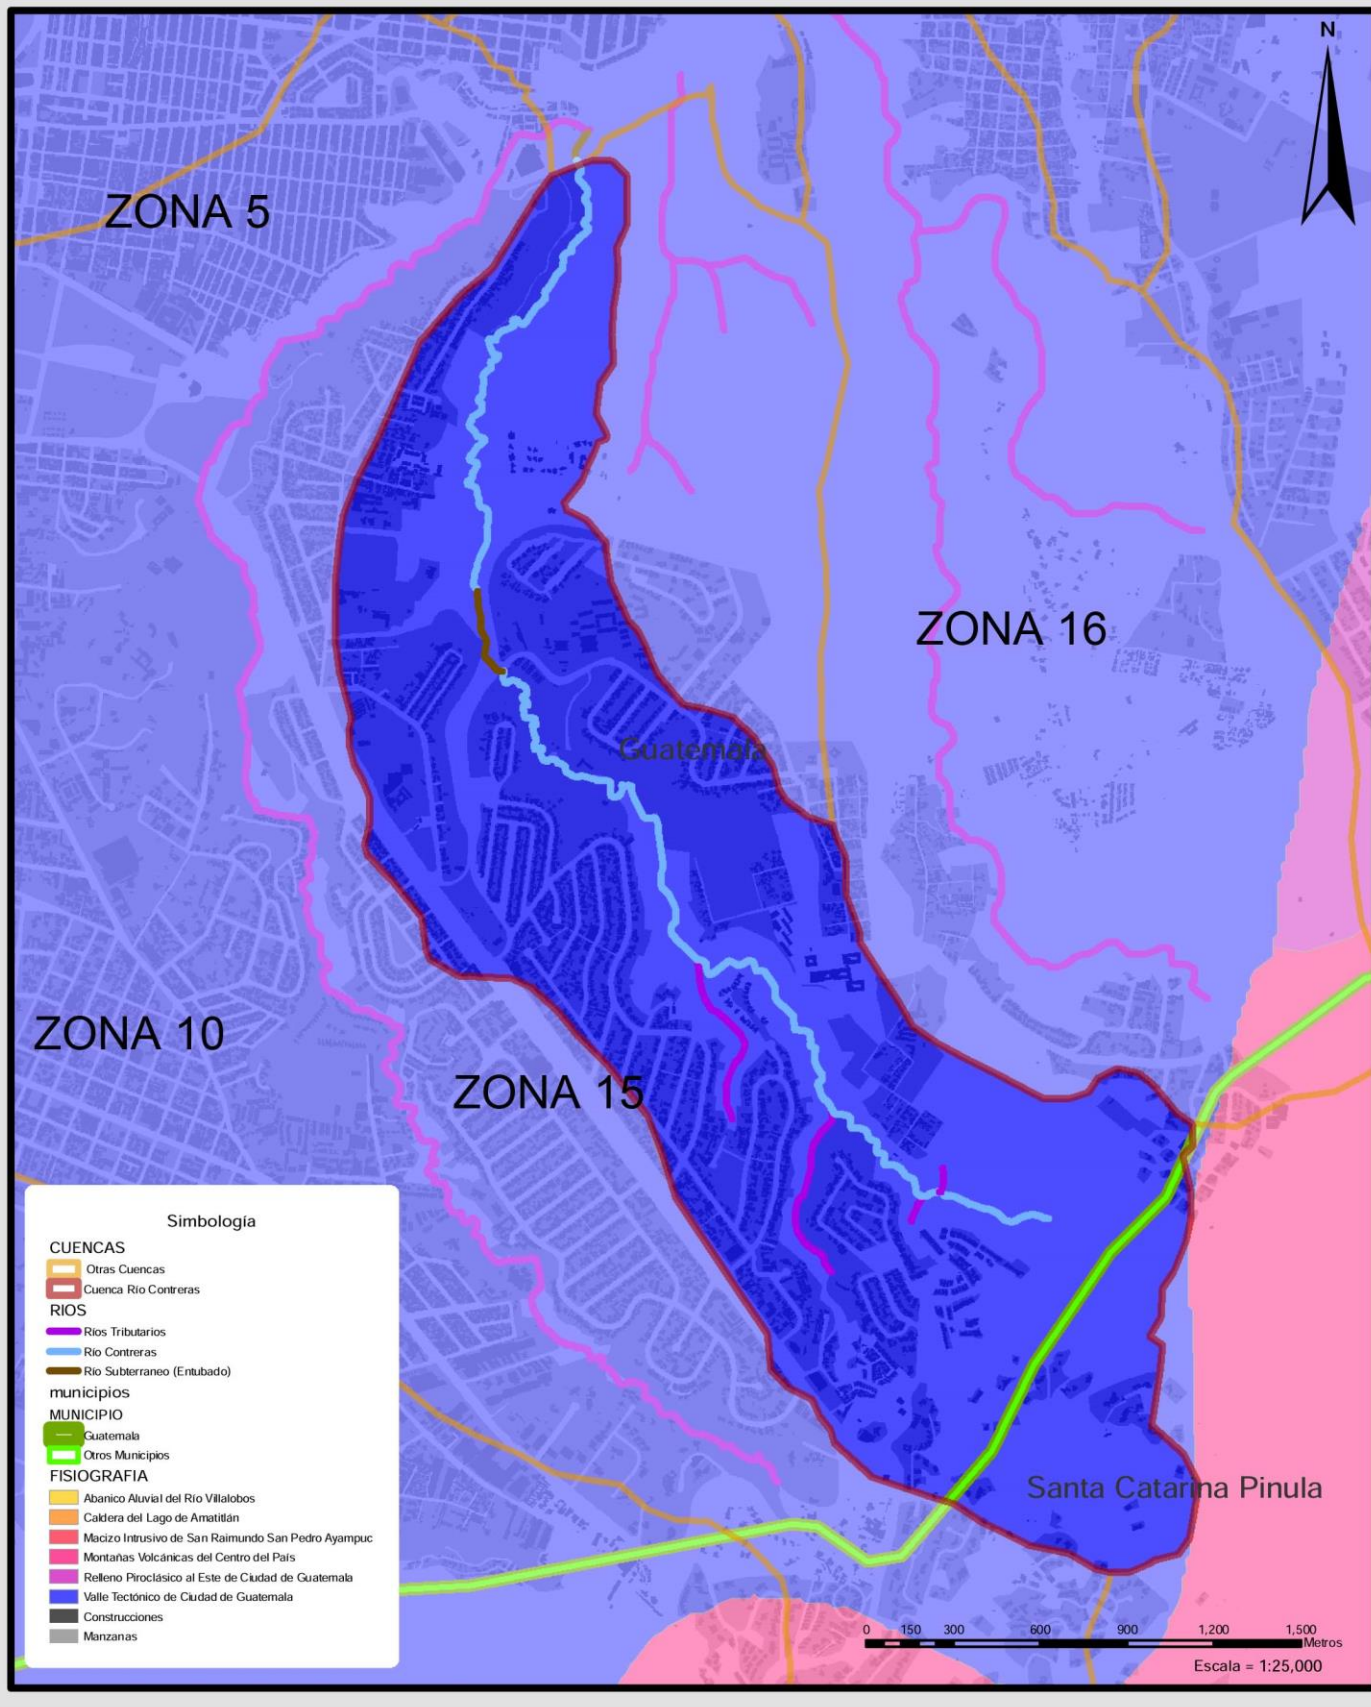 N
ZONA 5
ZONA 16
Guatemala
ZONA 10
ZONA 15
Santa Catarina Pinula
Simbología
CUENCAS
Otras Cuencas
Cuenca Río Contreras
RIOS
Ríos Tributarios
Río Contreras
Río Subterraneo (Entubado)
municipios
MUNICIPIO
Guatemala
Otros Municipios
FISIOGRAFIA
Abanico Aluvial del Río Villalobos
Caldera del Lago de Amatitlán
Macizo Intrusivo de San Raimundo San Pedro Ayampuc
Montañas Volcánicas del Centro del País
Relleno Piroclásico al Este de Ciudad de Guatemala
Valle Tectónico de Ciudad de Guatemala
Construcciones
Manzanas
0 150 300 600 900 1,200 1,500
Metros
Escala = 1:25,000